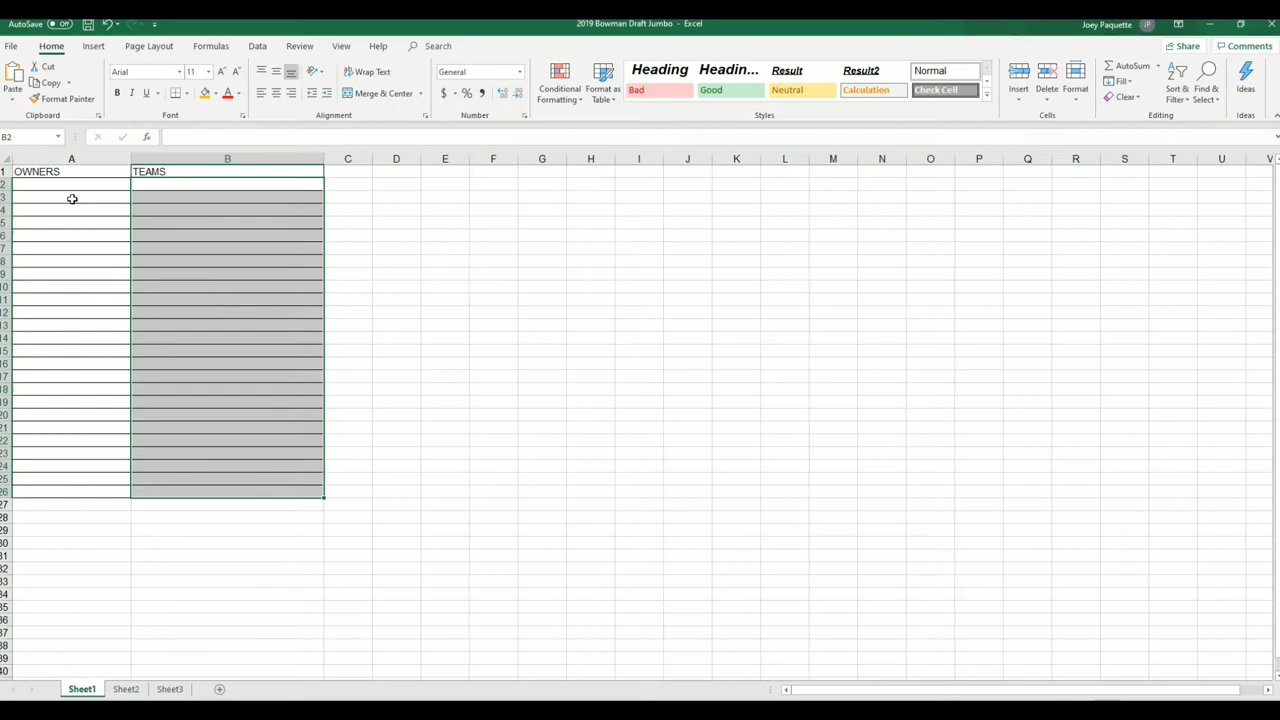 AutoSave Off 2019 Bowman Draft Jumbo - Excel Joey Paquette JP
File Home Insert Page Layout Formulas Data Review View Help Search Share Comments
Paste Cut Copy Format Painter Clipboard
Arial 11 A A B I U A Font
Wrap Text Merge & Center Alignment
General $ % 9 Number
Conditional Formatting Format as Table
Heading Headin... Result Result2 Normal
Bad Good Neutral Calculation Check Cell
Styles
Insert Delete Format Cells
AutoSum Fill Clear Sort & Filter Find & Select Editing
Ideas Ideas
B2 fx
A B C D E F G H I J K L M N O P Q R S T U V
1 OWNERS TEAMS
2
3
4
5
6
7
8
9
10
11
12
13
14
15
16
17
18
19
20
21
22
23
24
25
26
27
28
29
30
31
32
33
34
35
36
37
38
39
40
Sheet1 Sheet2 Sheet3